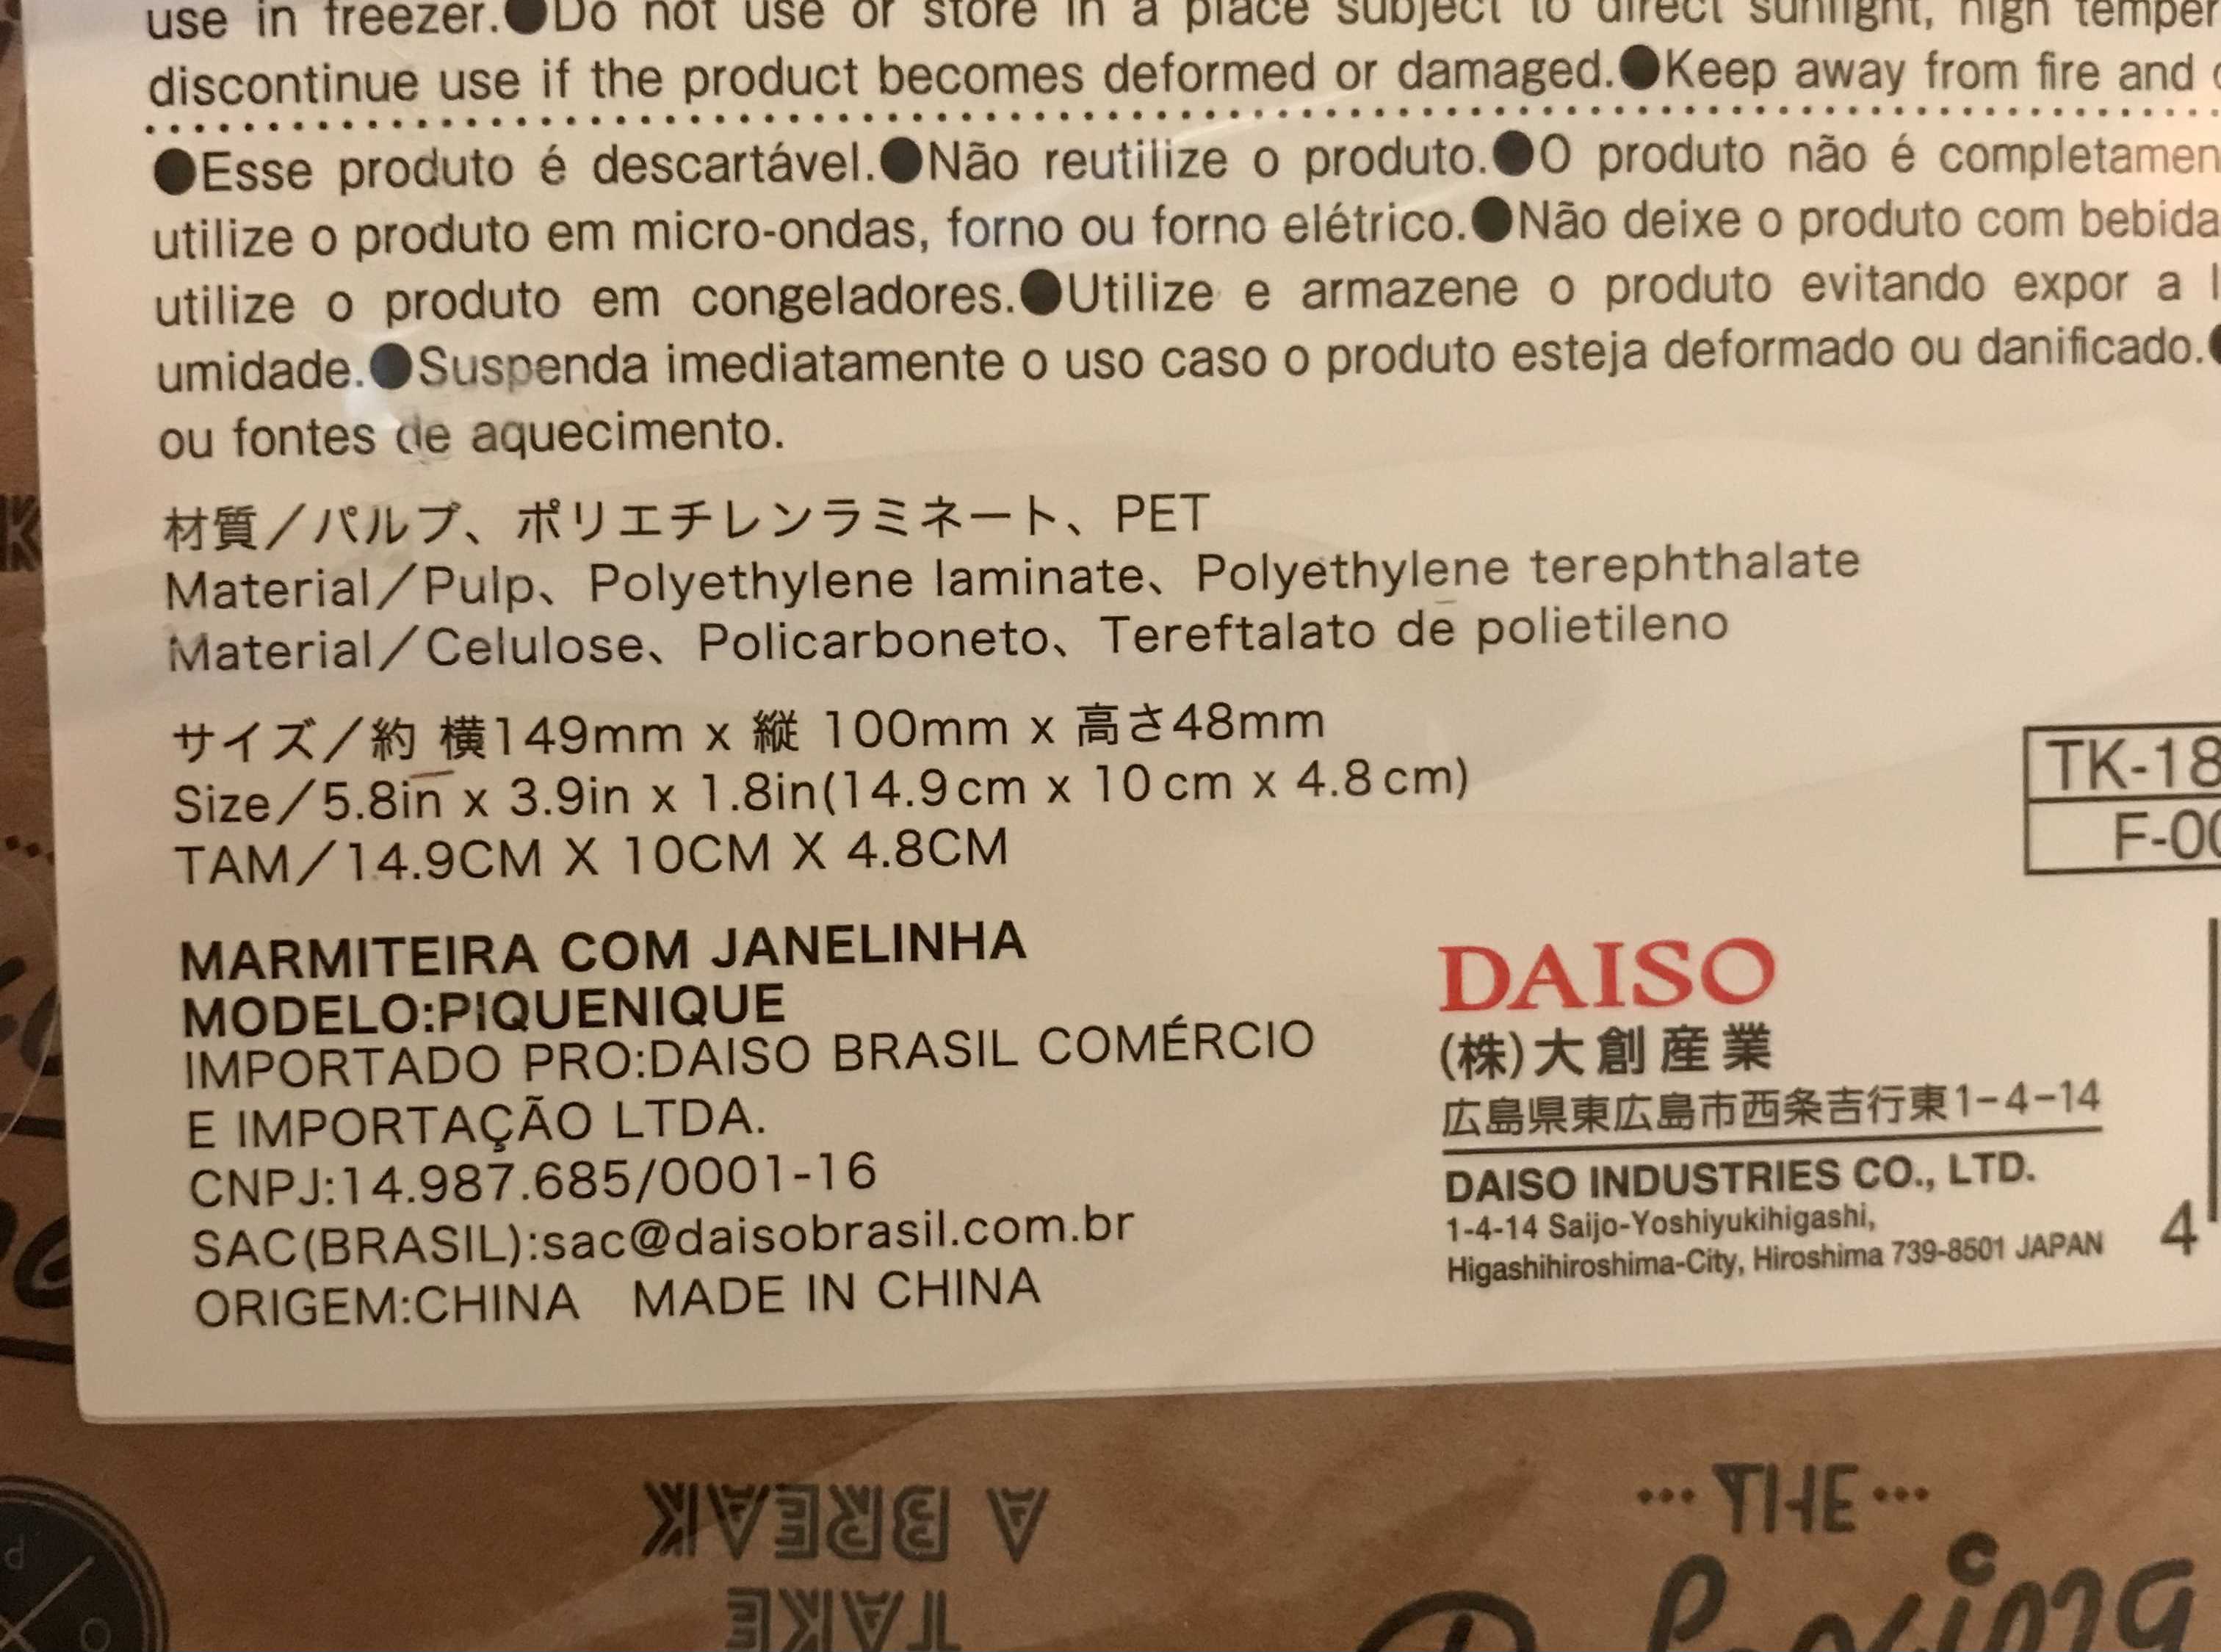 use in freezer.●Do not use or store in a place subject to direct sunlight, high
discontinue use if the product becomes deformed or damaged.●Keep away from fire and
●Esse produto é descartável.●Não reutilize o produto.●O produto não é
utilize o produto em micro-ondas, forno ou forno elétrico.●Não deixe o produto com
utilize o produto em congeladores.●Utilize e armazene o produto evitando expor a
umidade.●Suspenda imediatamente o uso caso o produto esteja deformado ou danificado.●
ou fontes de aquecimento.
材質／パルプ、ポリエチレンラミネート、PET
Material／Pulp、Polyethylene laminate、Polyethylene terephthalate
Material／Celulose、Policarboneto、Tereftalato de polietileno
サイズ／約 横149mm x 縦 100mm x 高さ48mm
Size／5.8in x 3.9in x 1.8in(14.9cm x 10cm x 4.8cm)
TAM／14.9CM X 10CM X 4.8CM
TK-18
F-00
MARMITEIRA COM JANELINHA
MODELO:PIQUENIQUE
IMPORTADO PRO:DAISO BRASIL COMÉRCIO
E IMPORTAÇÃO LTDA.
CNPJ:14.987.685/0001-16
SAC(BRASIL):sac@daisobrasil.com.br
ORIGEM:CHINA MADE IN CHINA
DAISO
(株)大創産業
広島県東広島市西条吉行東1-4-14
DAISO INDUSTRIES CO., LTD.
1-4-14 Saijo-Yoshiyukihigashi,
Higashihiroshima-City, Hiroshima 739-8501 JAPAN
4
TAKE
A BREAK
THE